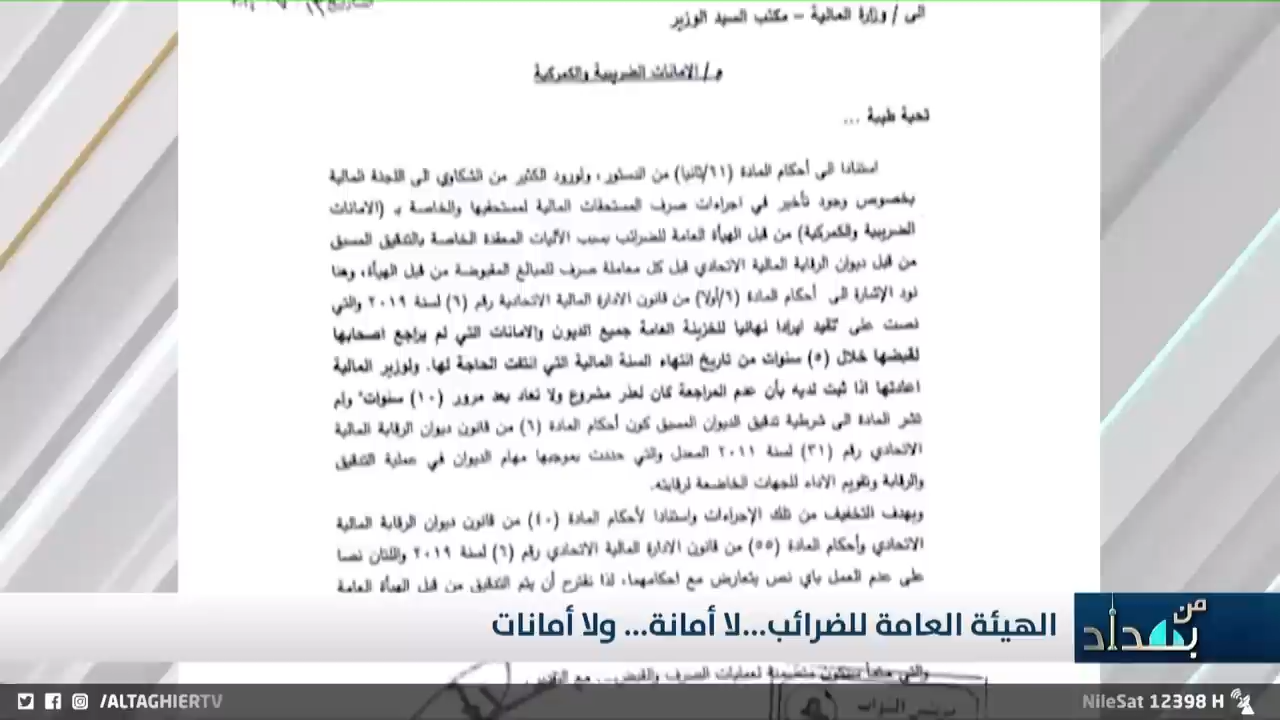 الى / وزارة المالية – مكتب السيد الوزير
م / الامانات الضريبية والكمركية
تحية طيبة ...
استنادا الى أحكام المادة (٦١/ثانيا) من الدستور، ولورود الكثير من الشكاوي الى اللجنة المالية
بخصوص وجود تأخير في اجراءات صرف المستحقات المالية لمستحقيها والخاصة بـ (الامانات
الضريبية والكمركية) من قبل الهيأة العامة للضرائب بسبب الآليات المعقدة الخاصة بالتدقيق المسبق
من قبل ديوان الرقابة المالية الاتحادي قبل كل معاملة صرف للمبالغ المقبوضة من قبل الهيأة، وهنا
نود الإشارة الى أحكام المادة (٦/أولا) من قانون الادارة المالية الاتحادية رقم (٦) لسنة ٢٠١٩ والتي
نصت على "تقيد ايرادا نهائيا للخزينة العامة جميع الديون والامانات التي لم يراجع اصحابها
لقبضها خلال (٥) سنوات من تاريخ انتهاء السنة المالية التي انتفت الحاجة لها. ولوزير المالية
اعادتها اذا ثبت لديه بأن عدم المراجعة كان لعذر مشروع ولا تعاد بعد مرور (١٠) سنوات" ولم
تشر المادة الى شرطية تدقيق الديوان المسبق كون أحكام المادة (٦) من قانون ديوان الرقابة المالية
الاتحادي رقم (٣١) لسنة ٢٠١١ المعدل والتي حددت بموجبها مهام الديوان في عملية التدقيق
والرقابة وتقويم الاداء للجهات الخاضعة لرقابته.
وبهدف التخفيف من تلك الإجراءات واستنادا لأحكام المادة (٤٠) من قانون ديوان الرقابة المالية
الاتحادي وأحكام المادة (٥٥) من قانون الادارة المالية الاتحادي رقم (٦) لسنة ٢٠١٩ واللتان نصا
على عدم العمل باي نص يتعارض مع احكامهما، لذا نقترح أن يتم التدقيق من قبل الهيأة العامة
من بغداد
الهيئة العامة للضرائب...لا أمانة... ولا أمانات
لعمليات الصرف والقبض... مع التقدير
/ALTAGHIERTV
NileSat 12398 H